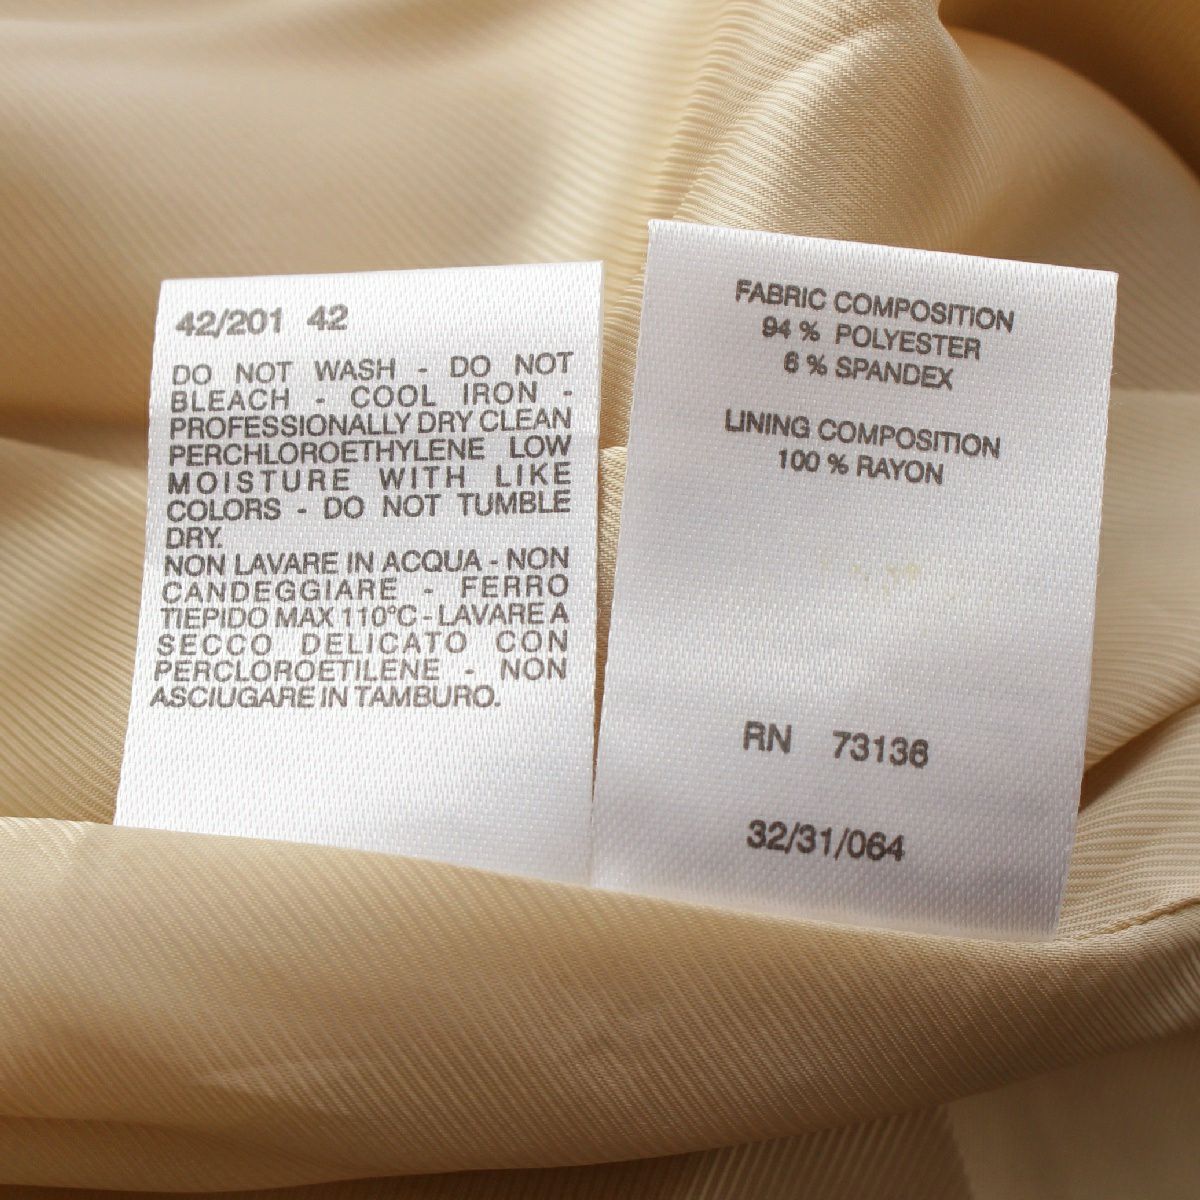 42/201 42
DO NOT WASH - DO NOT
BLEACH - COOL IRON -
PROFESSIONALLY DRY CLEAN
PERCHLOROETHYLENE LOW
MOISTURE WITH LIKE
COLORS - DO NOT TUMBLE
DRY.
NON LAVARE IN ACQUA - NON
CANDEGGIARE - FERRO
TIEPIDO MAX 110°C - LAVARE A
SECCO DELICATO CON
PERCLOROETILENE - NON
ASCIUGARE IN TAMBURO.
FABRIC COMPOSITION
94 % POLYESTER
6 % SPANDEX
LINING COMPOSITION
100 % RAYON
RN 73136
32/31/064